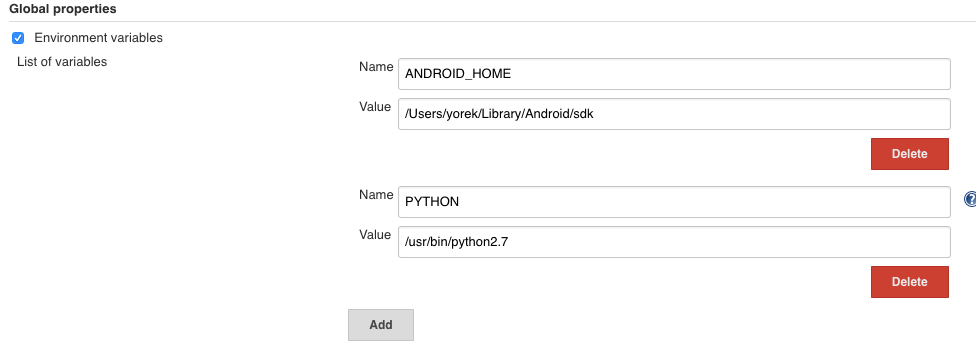 Global properties
Environment variables
List of variables
Name
ANDROID_HOME
Value
/Users/yorek/Library/Android/sdk
Delete
Name
PYTHON
?
Value
/usr/bin/python2.7
Delete
Add